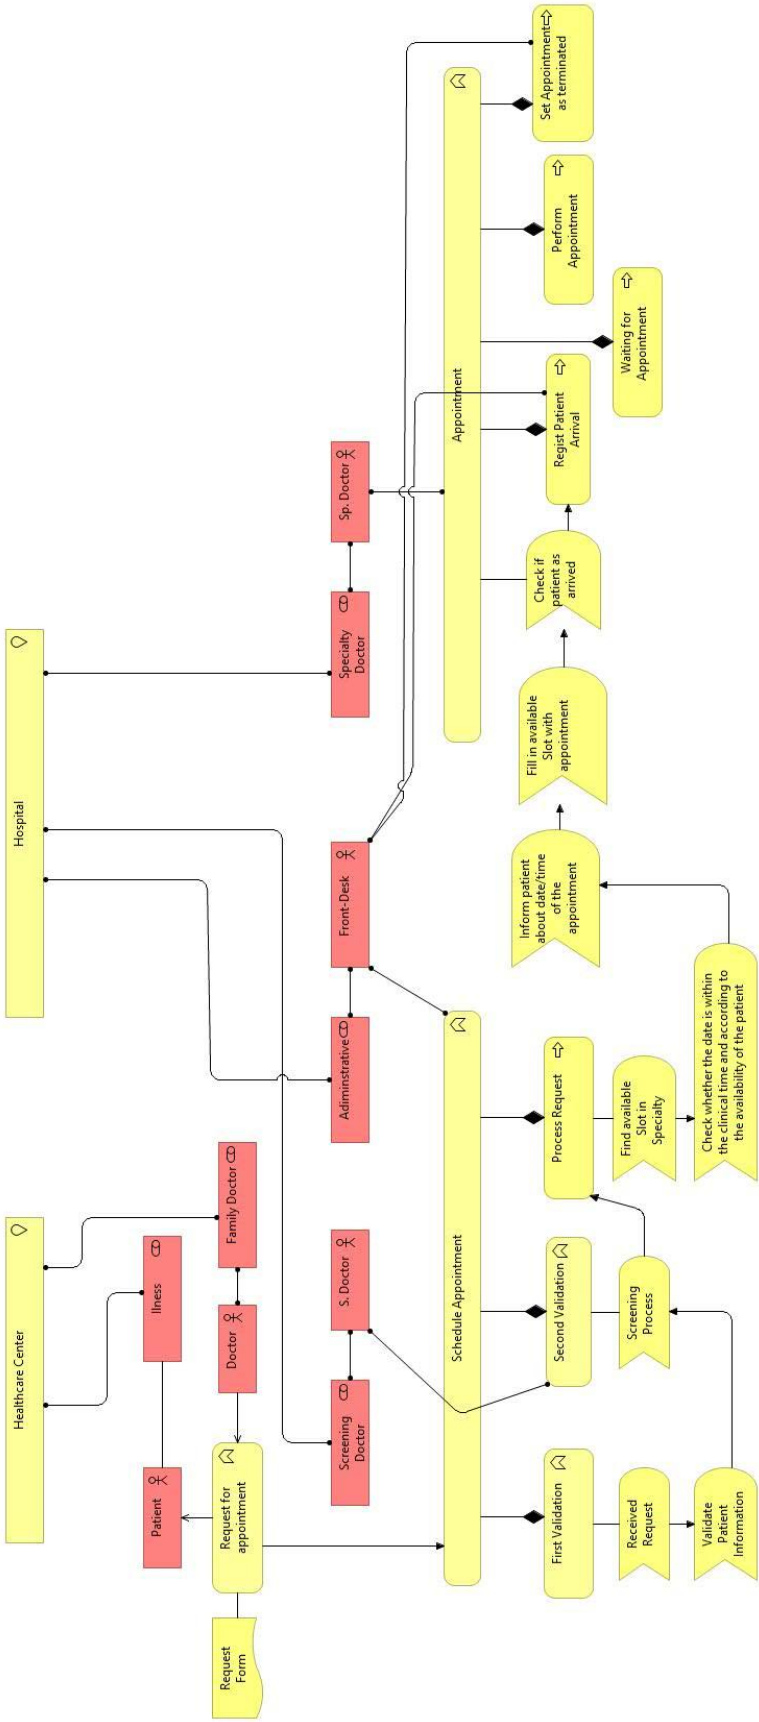 Healthcare Center
Hospital
Patient
Illness
Request
Form
Request for
appointment
Doctor
Family Doctor
Screening
Doctor
S. Doctor
Adiminstrative
Front-Desk
Specialty
Doctor
Sp. Doctor
Schedule Appointment
Appointment
First Validation
Second Validation
Process Request
Regist Patient
Arrival
Waiting for
Appointment
Perform
Appointment
Set Appointment
as terminated
Received
Request
Validate
Patient
Information
Screening
Process
Find available
Slot in
Specialty
Check whether the date is within
the clinical time and according to
the availability of the patient
Inform patient
about date/time
of the
appointment
Fill in available
Slot with
appointment
Check if
patient as
arrived